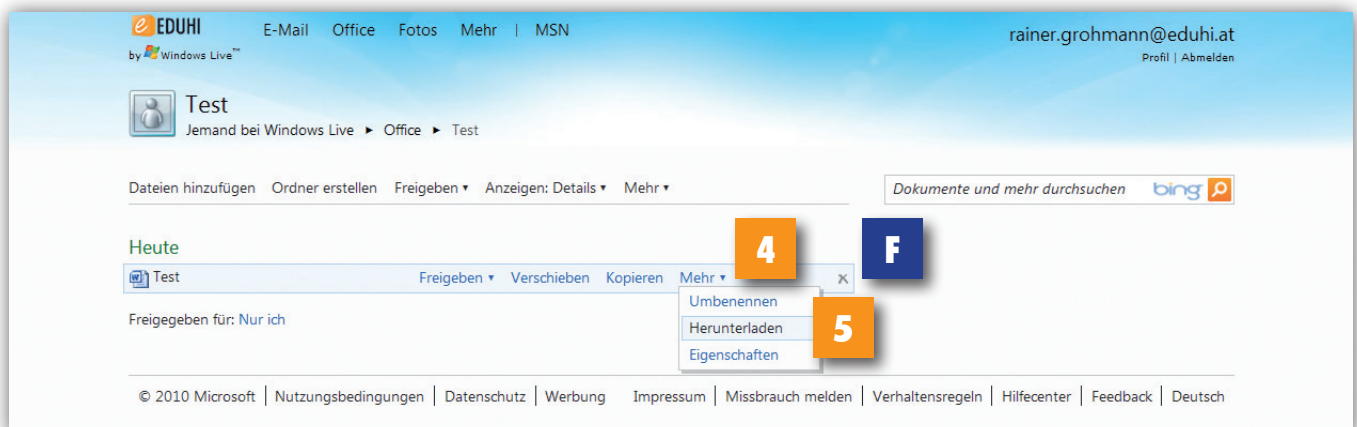 e EDUHI E-Mail Office Fotos Mehr | MSN rainer.grohmann@eduhi.at
by Windows Live™ Profil | Abmelden
Test
Jemand bei Windows Live ► Office ► Test
Dateien hinzufügen Ordner erstellen Freigeben ▾ Anzeigen: Details ▾ Mehr ▾ Dokumente und mehr durchsuchen bing
Heute 4 F
Test Freigeben ▾ Verschieben Kopieren Mehr ▾ ×
Umbenennen
Freigegeben für: Nur ich Herunterladen 5
Eigenschaften
© 2010 Microsoft | Nutzungsbedingungen | Datenschutz | Werbung Impressum | Missbrauch melden | Verhaltensregeln | Hilfecenter | Feedback | Deutsch